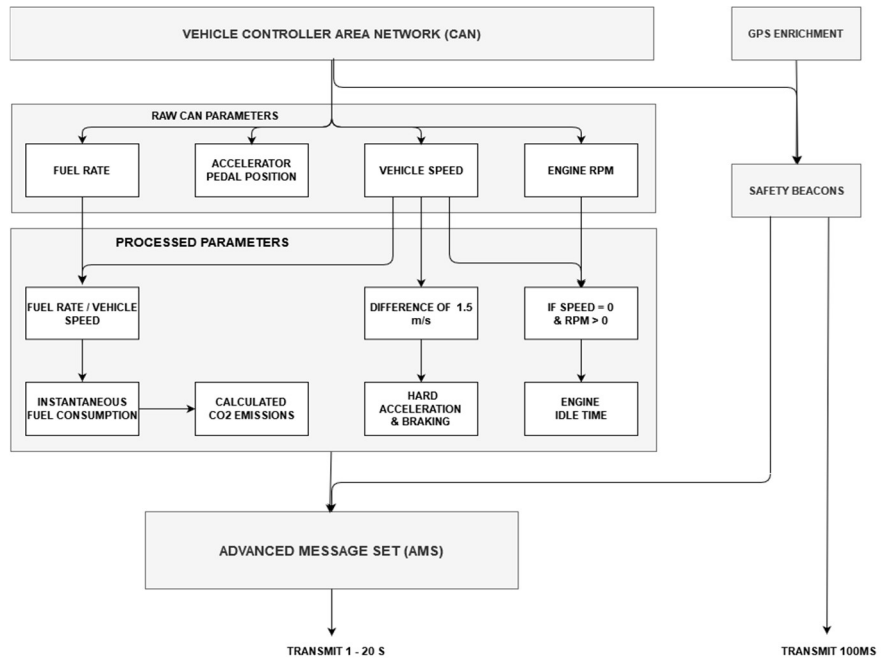 VEHICLE CONTROLLER AREA NETWORK (CAN)
GPS ENRICHMENT
RAW CAN PARAMETERS
FUEL RATE
ACCELERATOR
PEDAL POSITION
VEHICLE SPEED
ENGINE RPM
SAFETY BEACONS
PROCESSED PARAMETERS
FUEL RATE / VEHICLE
SPEED
DIFFERENCE OF 1.5
m/s
IF SPEED = 0
& RPM > 0
INSTANTANEOUS
FUEL CONSUMPTION
CALCULATED
CO2 EMISSIONS
HARD
ACCELERATION
& BRAKING
ENGINE
IDLE TIME
ADVANCED MESSAGE SET (AMS)
TRANSMIT 1 - 20 S
TRANSMIT 100MS